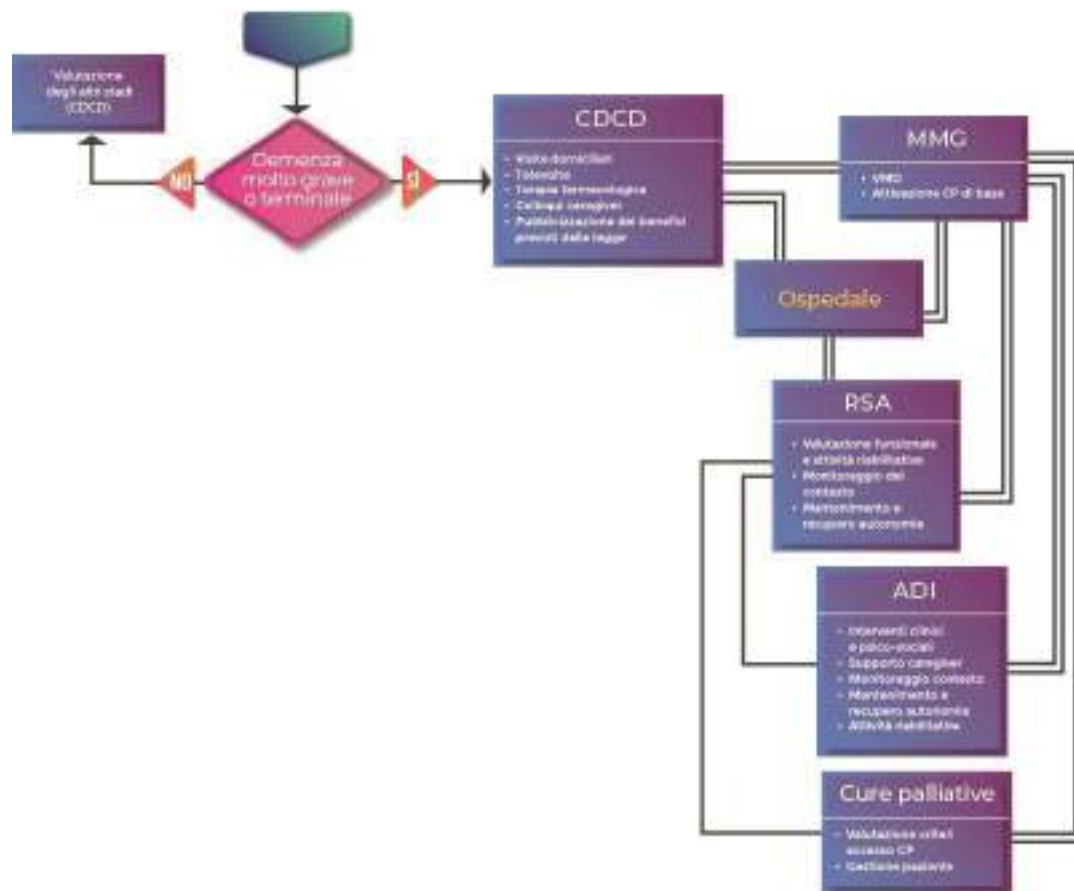 Valutazione
degli altri stadi
(CDCD)
Demenza
molto grave
o terminale
NO
SÌ
CDCD
- Visite domiciliari
- Televisite
- Terapia farmacologica
- Colloqui caregiver
- Pubblicizzazione dei benefici
previsti dalla legge
MMG
• VMD
• Attivazione CP di base
Ospedale
RSA
• Valutazione funzionale
e attività riabilitative
• Monitoraggio del
contesto
• Mantenimento e
recupero autonomia
ADI
- Interventi clinici
e psico-sociali
- Supporto caregiver
- Monitoraggio contesto
- Mantenimento e
recupero autonomia
- Attività riabilitative
Cure palliative
- Valutazione criteri
accesso CP
- Gestione paziente